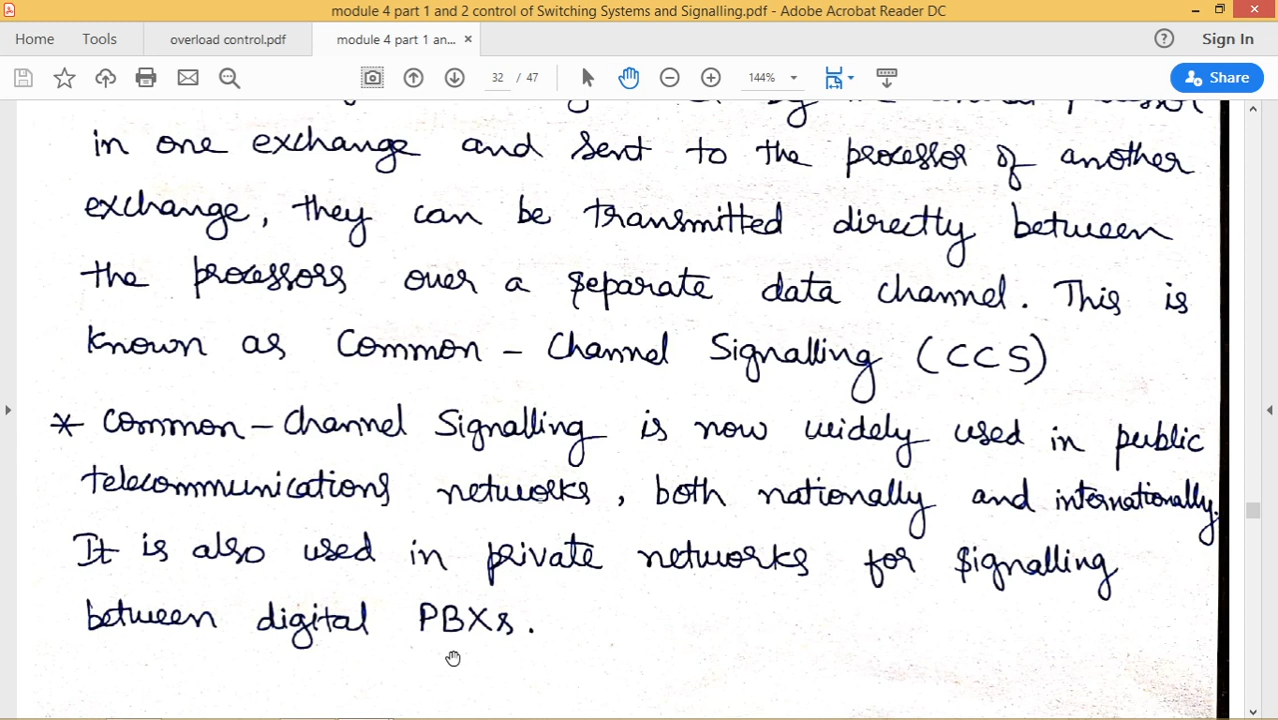 module 4 part 1 and 2 control of Switching Systems and Signalling.pdf - Adobe Acrobat Reader DC
Home Tools overload control.pdf module 4 part 1 an... × ? Sign In
32 / 47 144% Share
by the
in one exchange and sent to the processor of another
exchange, they can be transmitted directly between
the processors over a separate data channel. This is
known as Common - Channel Signalling (CCS)
* Common - Channel Signalling is now widely used in public
telecommunications networks, both nationally and internationally.
It is also used in private networks for signalling
between digital PBXs.